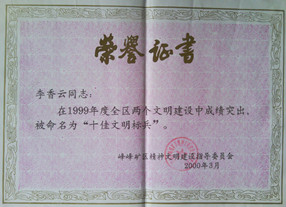 荣誉证书
李香云同志：
在1999年度全区两个文明建设中成绩突出、
被命名为“十佳文明标兵”。
峰峰矿区精神文明建设指导委员会
2000年3月